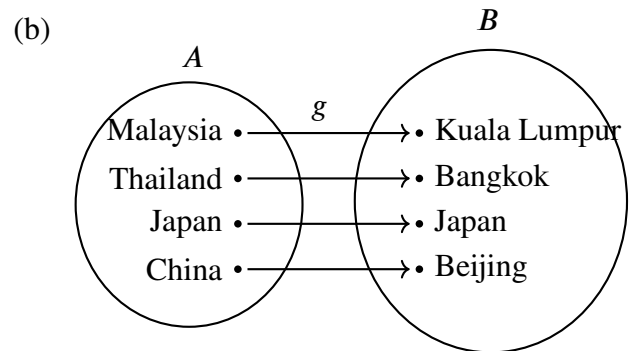 (b)
A
B
g
Malaysia • • Kuala Lumpur
Thailand • • Bangkok
Japan • • Japan
China • • Beijing